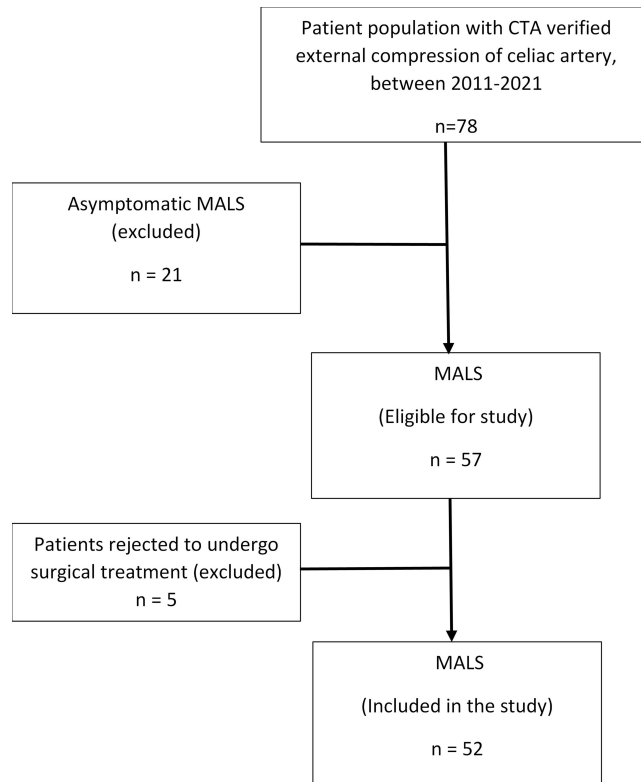 Patient population with CTA verified
external compression of celiac artery,
between 2011-2021
n=78
Asymptomatic MALS
(excluded)
n = 21
MALS
(Eligible for study)
n = 57
Patients rejected to undergo
surgical treatment (excluded)
n = 5
MALS
(Included in the study)
n = 52